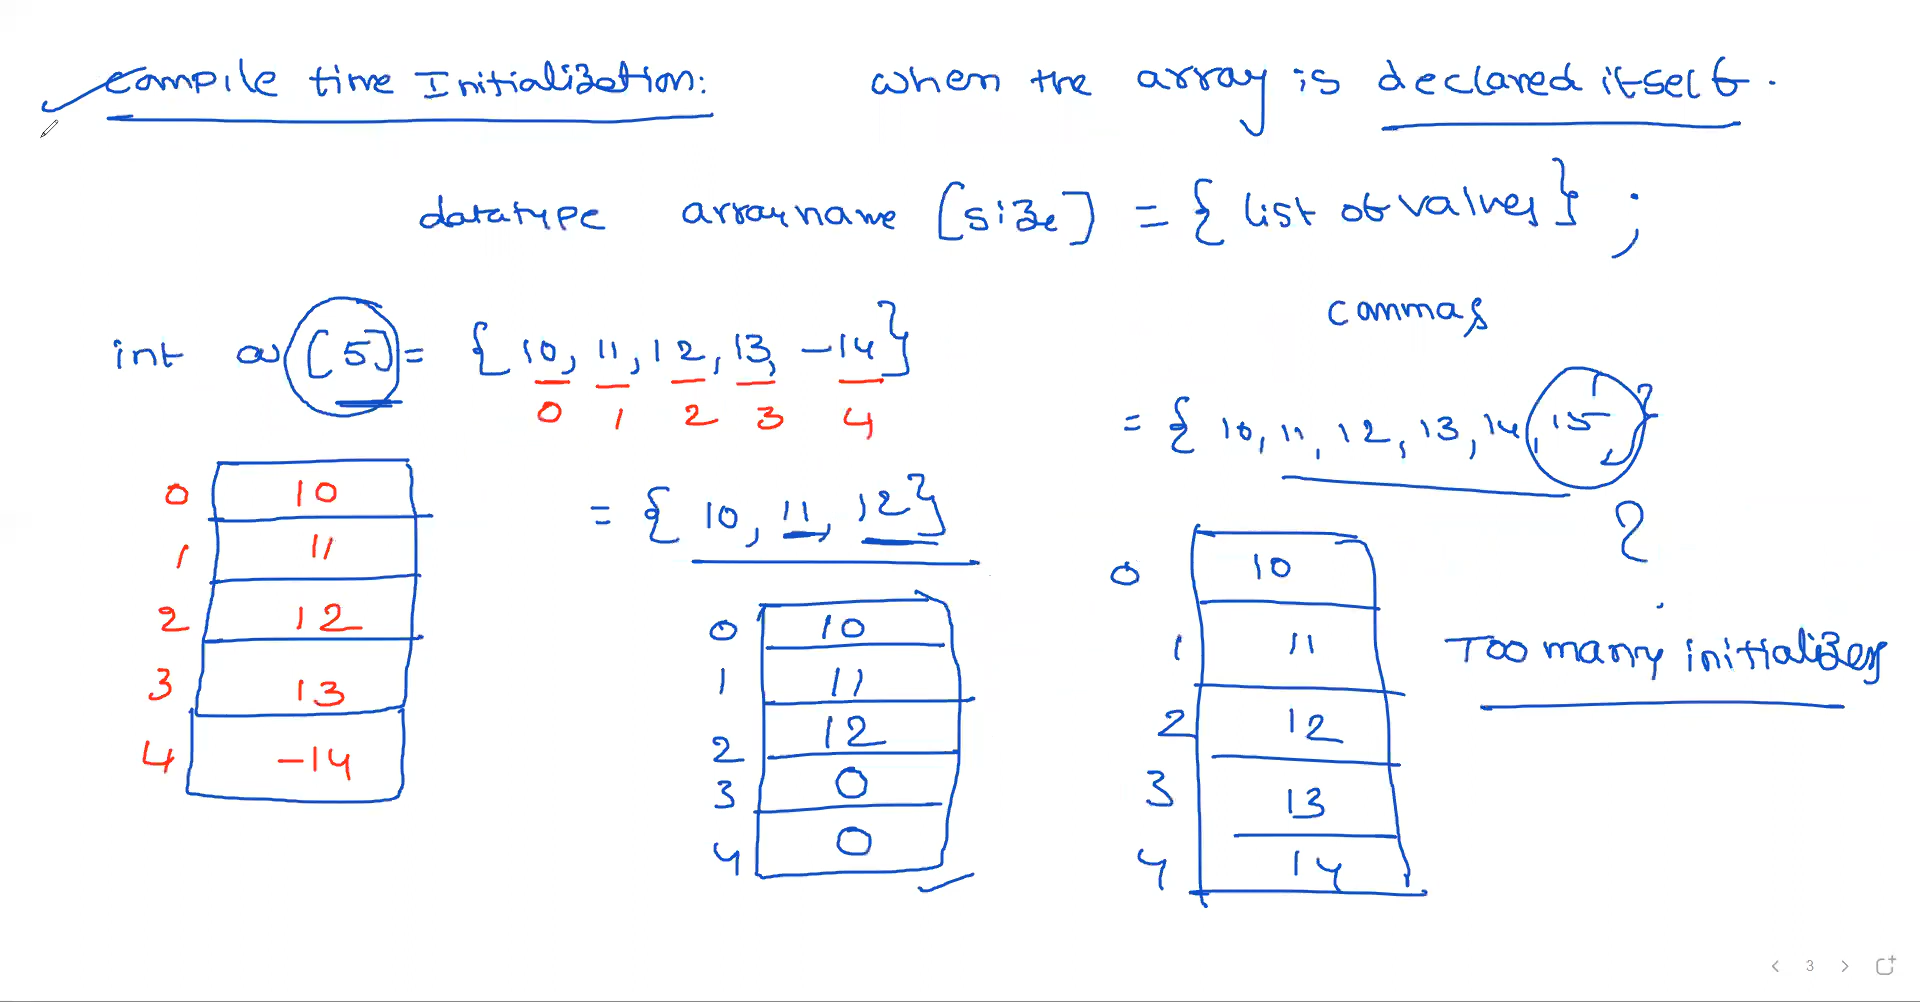 compile time Initialization: when the array is declared itself.
datatype arrayname [size] = { list of values } ;
commas
int a [5] = { 10, 11, 12, 13, -14 }
0 1 2 3 4
= { 10, 11, 12, 13, 14, 15 }
?
= { 10, 11, 12 }
0 10
1 11
2 12
3 13
4 -14
0 10
1 11
2 12
3 0
4 0
0 10
1 11
2 12
3 13
4 14
Too many initializers
3